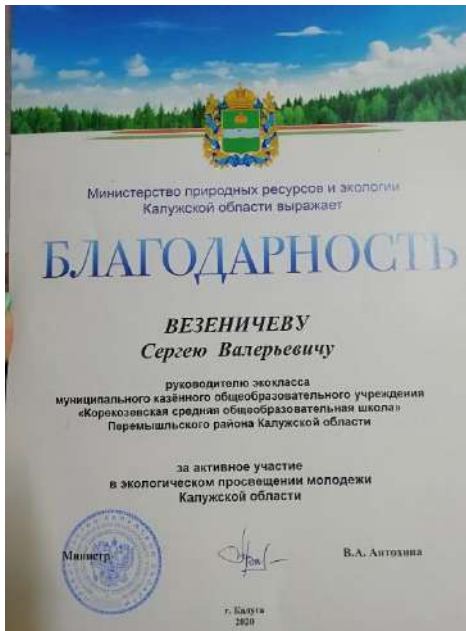 Министерство природных ресурсов и экологии
Калужской области выражает
БЛАГОДАРНОСТЬ
ВЕЗЕНИЧЕВУ
Сергею Валерьевичу
руководителю экокласса
муниципального казённого общеобразовательного учреждения
«Корекозевская средняя общеобразовательная школа»
Перемышльского района Калужской области
за активное участие
в экологическом просвещении молодежи
Калужской области
Министр В.А. Антохина
г. Калуга
2020